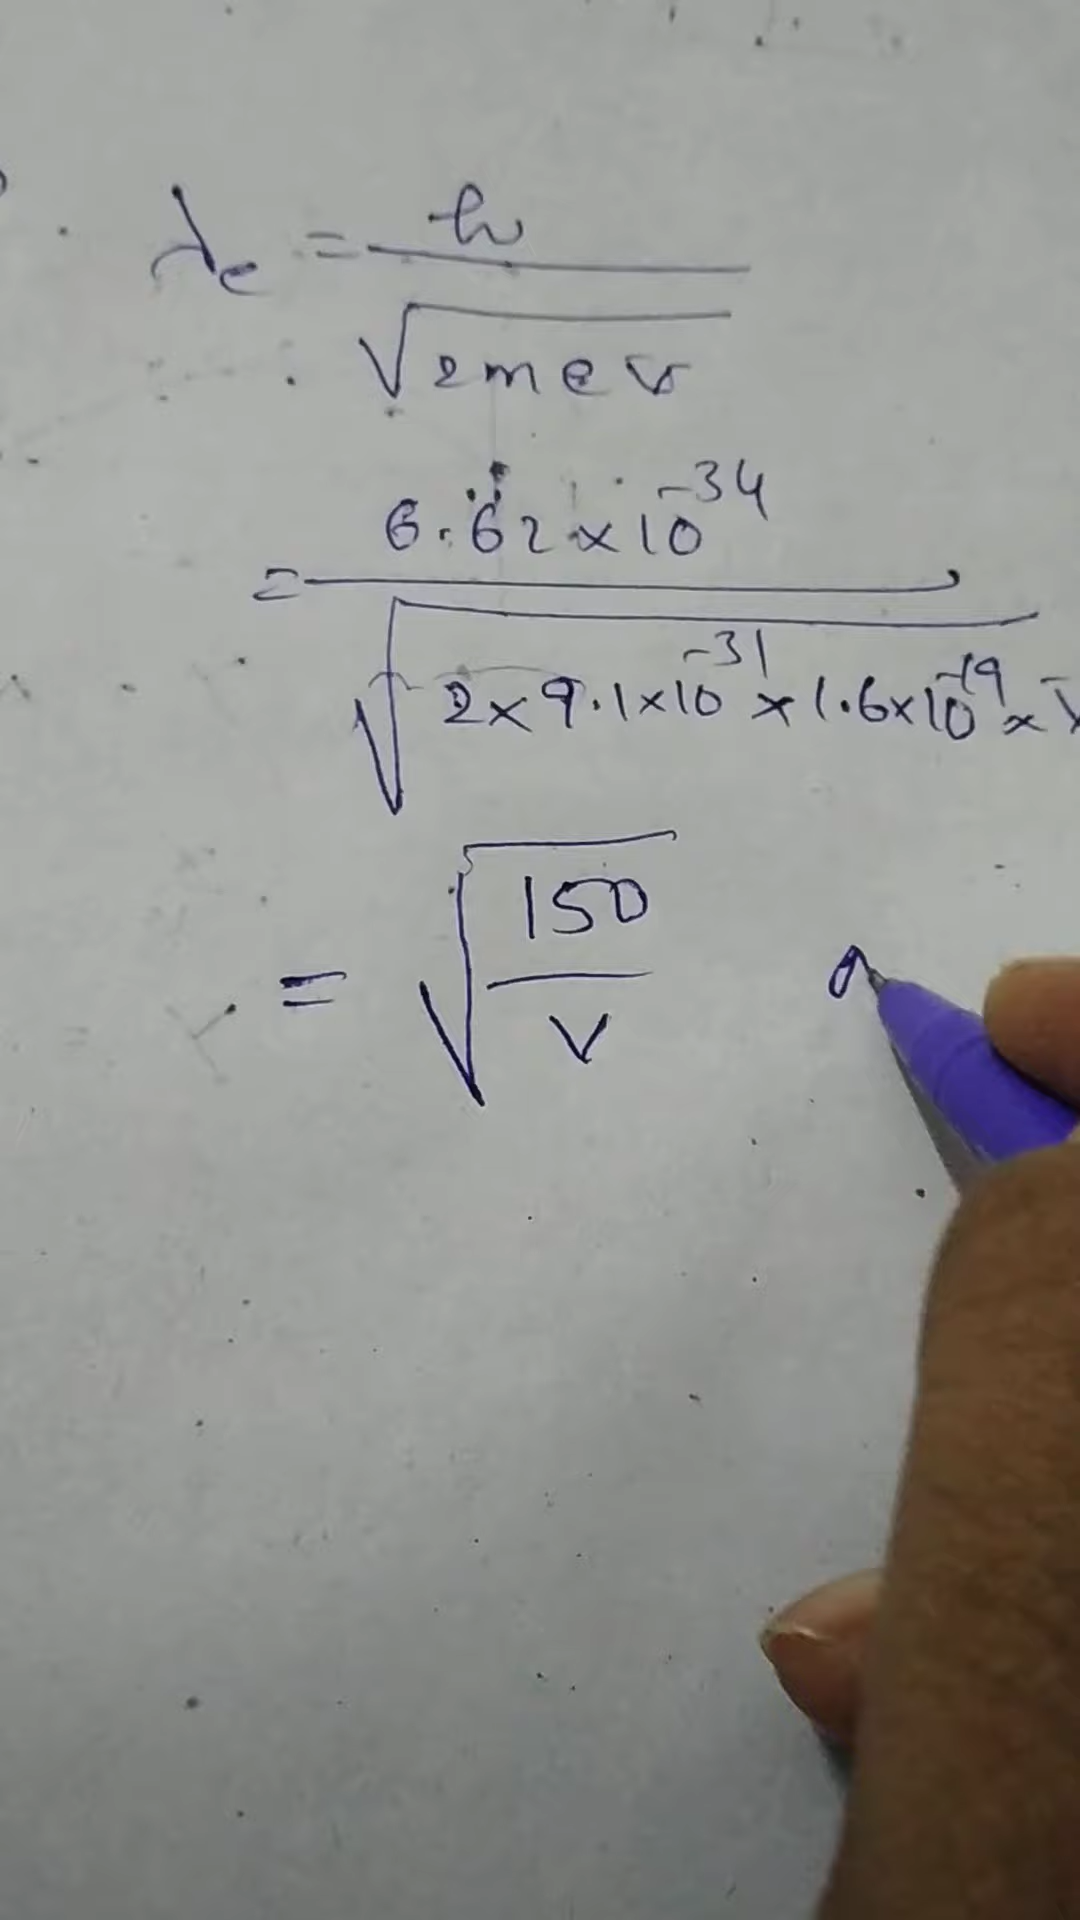 λe = h
√2meV
= 6.62×10⁻³⁴
√2×9.1×10⁻³¹×1.6×10⁻¹⁹×V
= √150
V